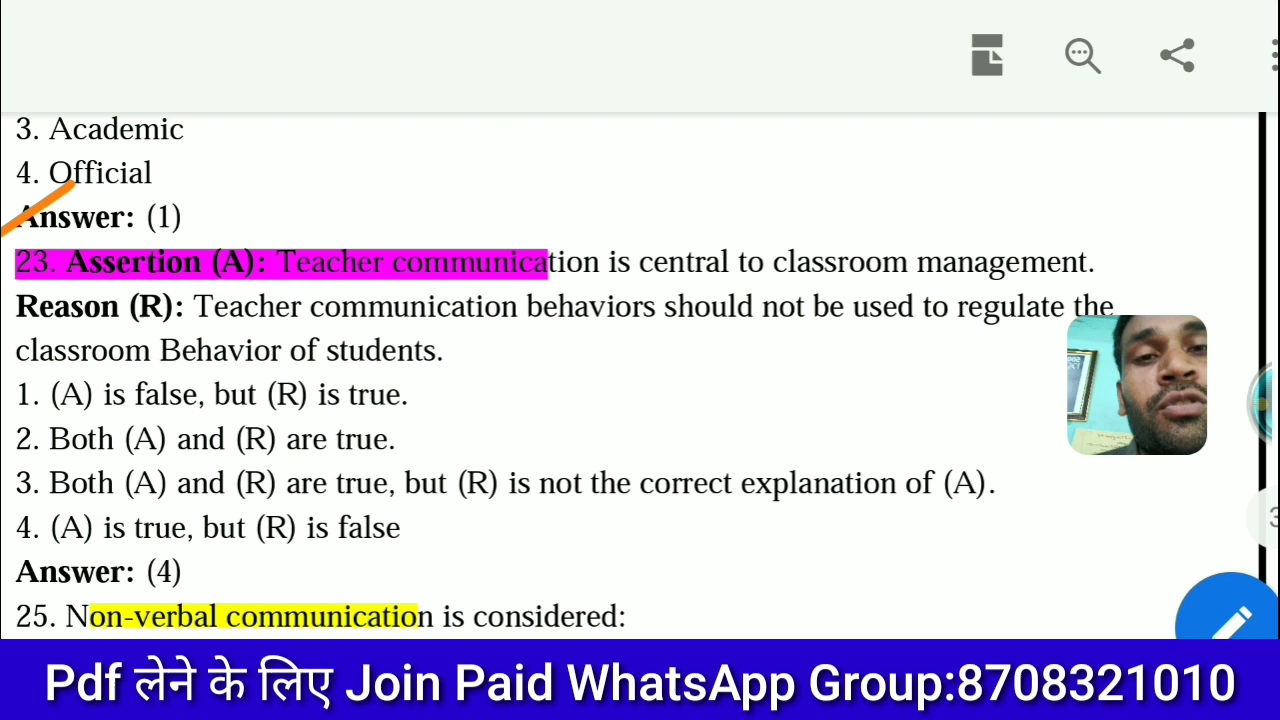 3. Academic
4. Official
Answer: (1)
23. Assertion (A): Teacher communication is central to classroom management.
Reason (R): Teacher communication behaviors should not be used to regulate the
classroom Behavior of students.
1. (A) is false, but (R) is true.
2. Both (A) and (R) are true.
3. Both (A) and (R) are true, but (R) is not the correct explanation of (A).
4. (A) is true, but (R) is false
Answer: (4)
25. Non-verbal communication is considered:
Pdf लेने के लिए Join Paid WhatsApp Group:8708321010